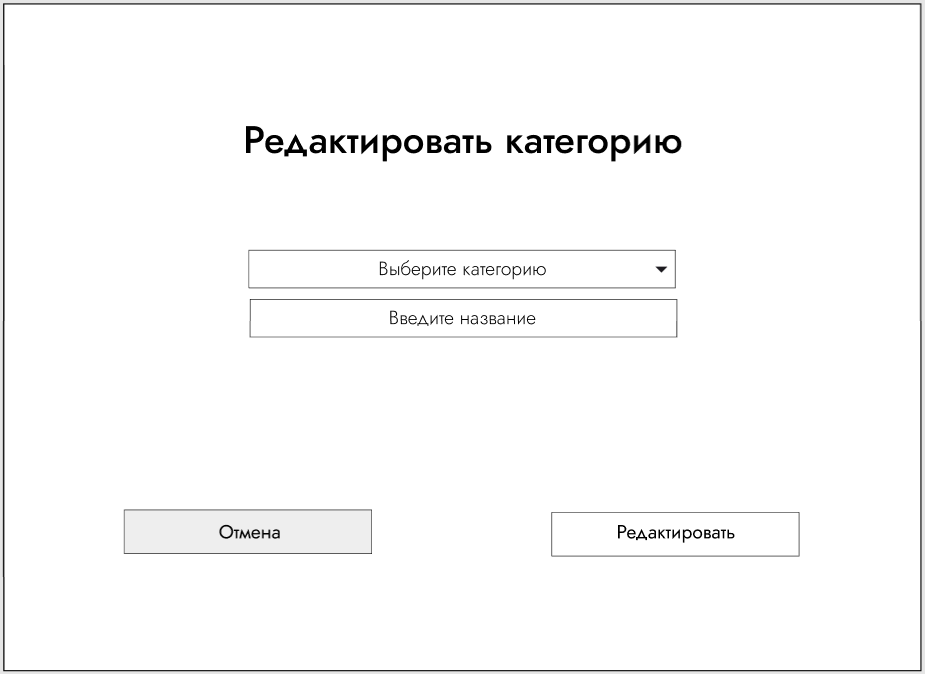 Редактировать категорию
Выберите категорию
Введите название
Отмена
Редактировать